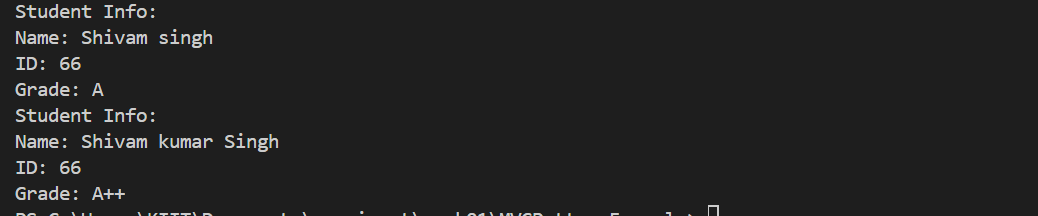 Student Info:
Name: Shivam singh
ID: 66
Grade: A
Student Info:
Name: Shivam kumar Singh
ID: 66
Grade: A++